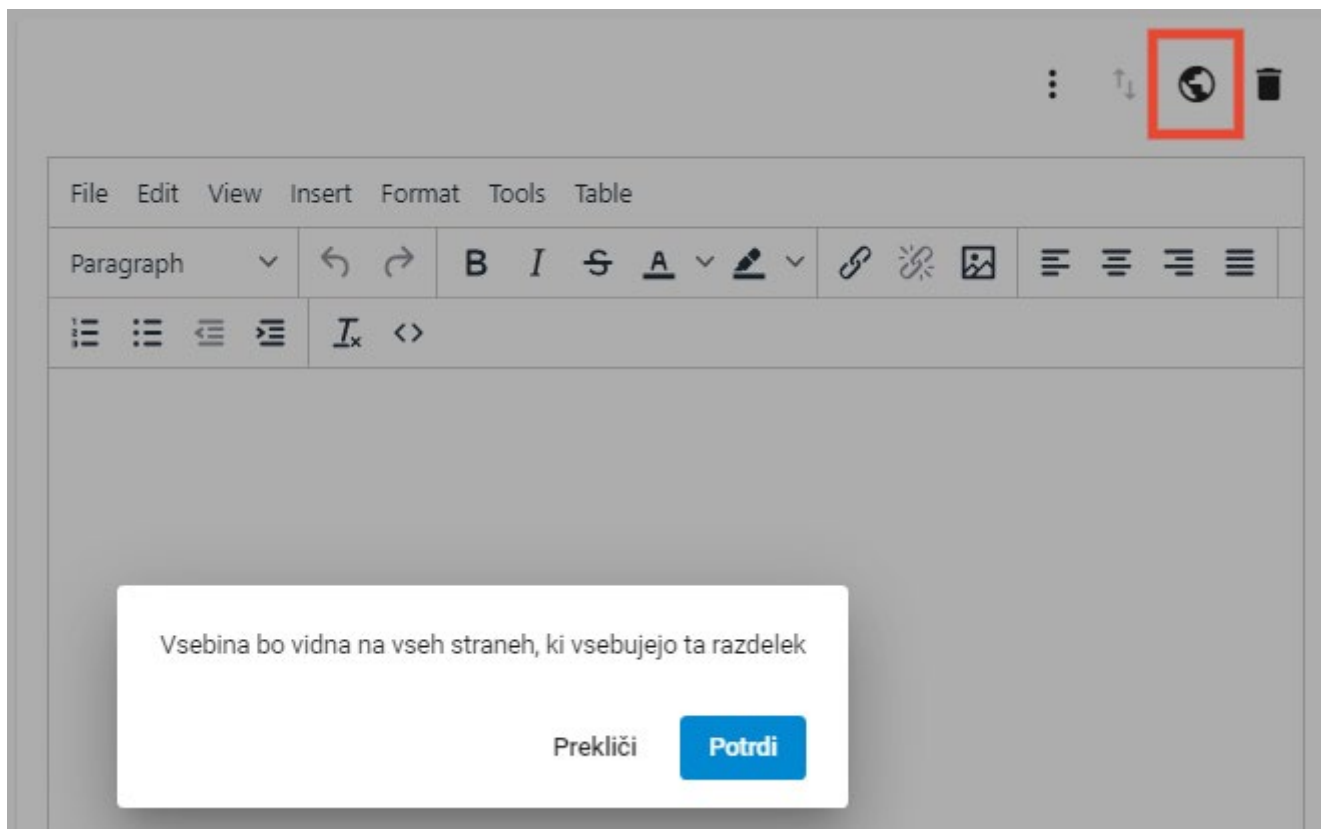 File Edit View Insert Format Tools Table
Paragraph
Vsebina bo vidna na vseh straneh, ki vsebujejo ta razdelek
Prekliči Potrdi